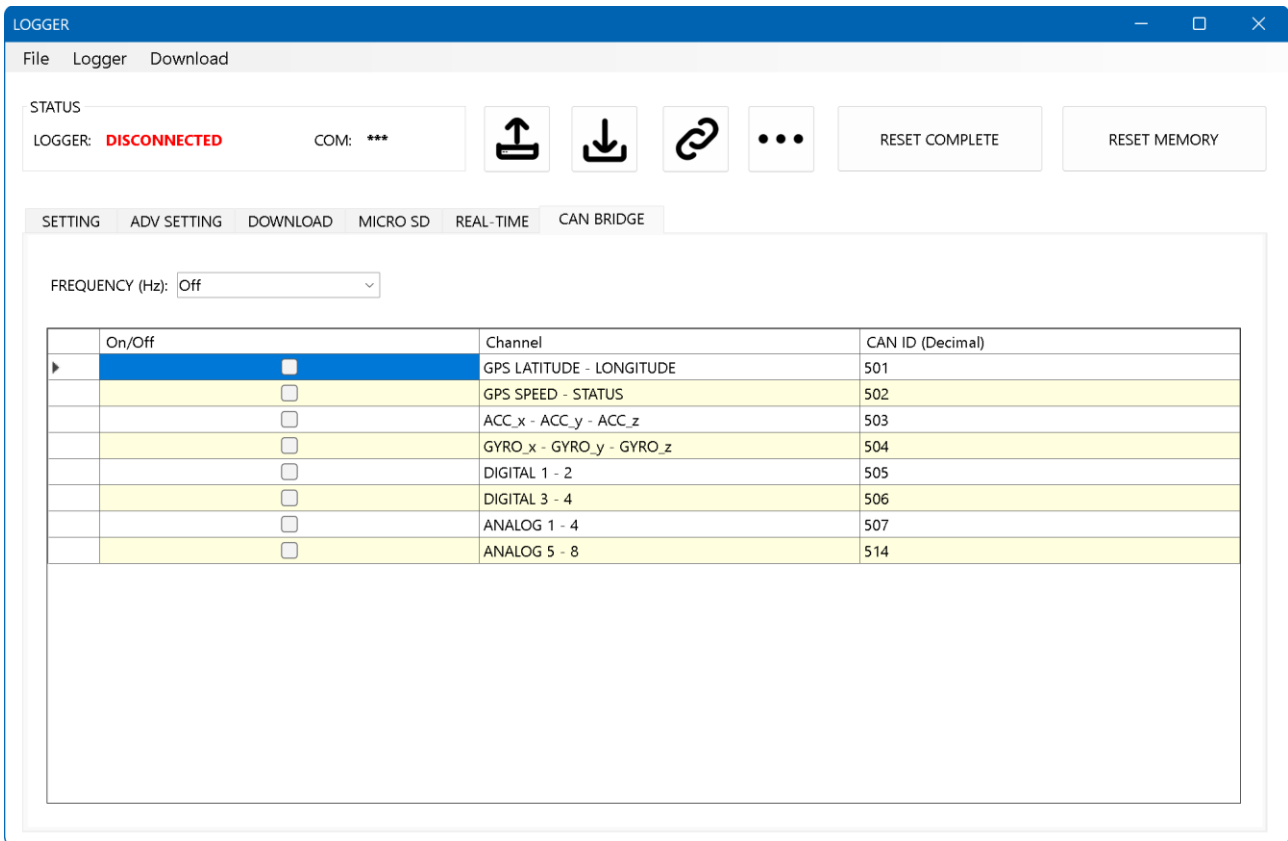 LOGGER
File Logger Download
STATUS
LOGGER: DISCONNECTED COM: ***
RESET COMPLETE
RESET MEMORY
SETTING ADV SETTING DOWNLOAD MICRO SD REAL-TIME CAN BRIDGE
FREQUENCY (Hz): Off
On/Off Channel CAN ID (Decimal)
GPS LATITUDE - LONGITUDE 501
GPS SPEED - STATUS 502
ACC_x - ACC_y - ACC_z 503
GYRO_x - GYRO_y - GYRO_z 504
DIGITAL 1 - 2 505
DIGITAL 3 - 4 506
ANALOG 1 - 4 507
ANALOG 5 - 8 514